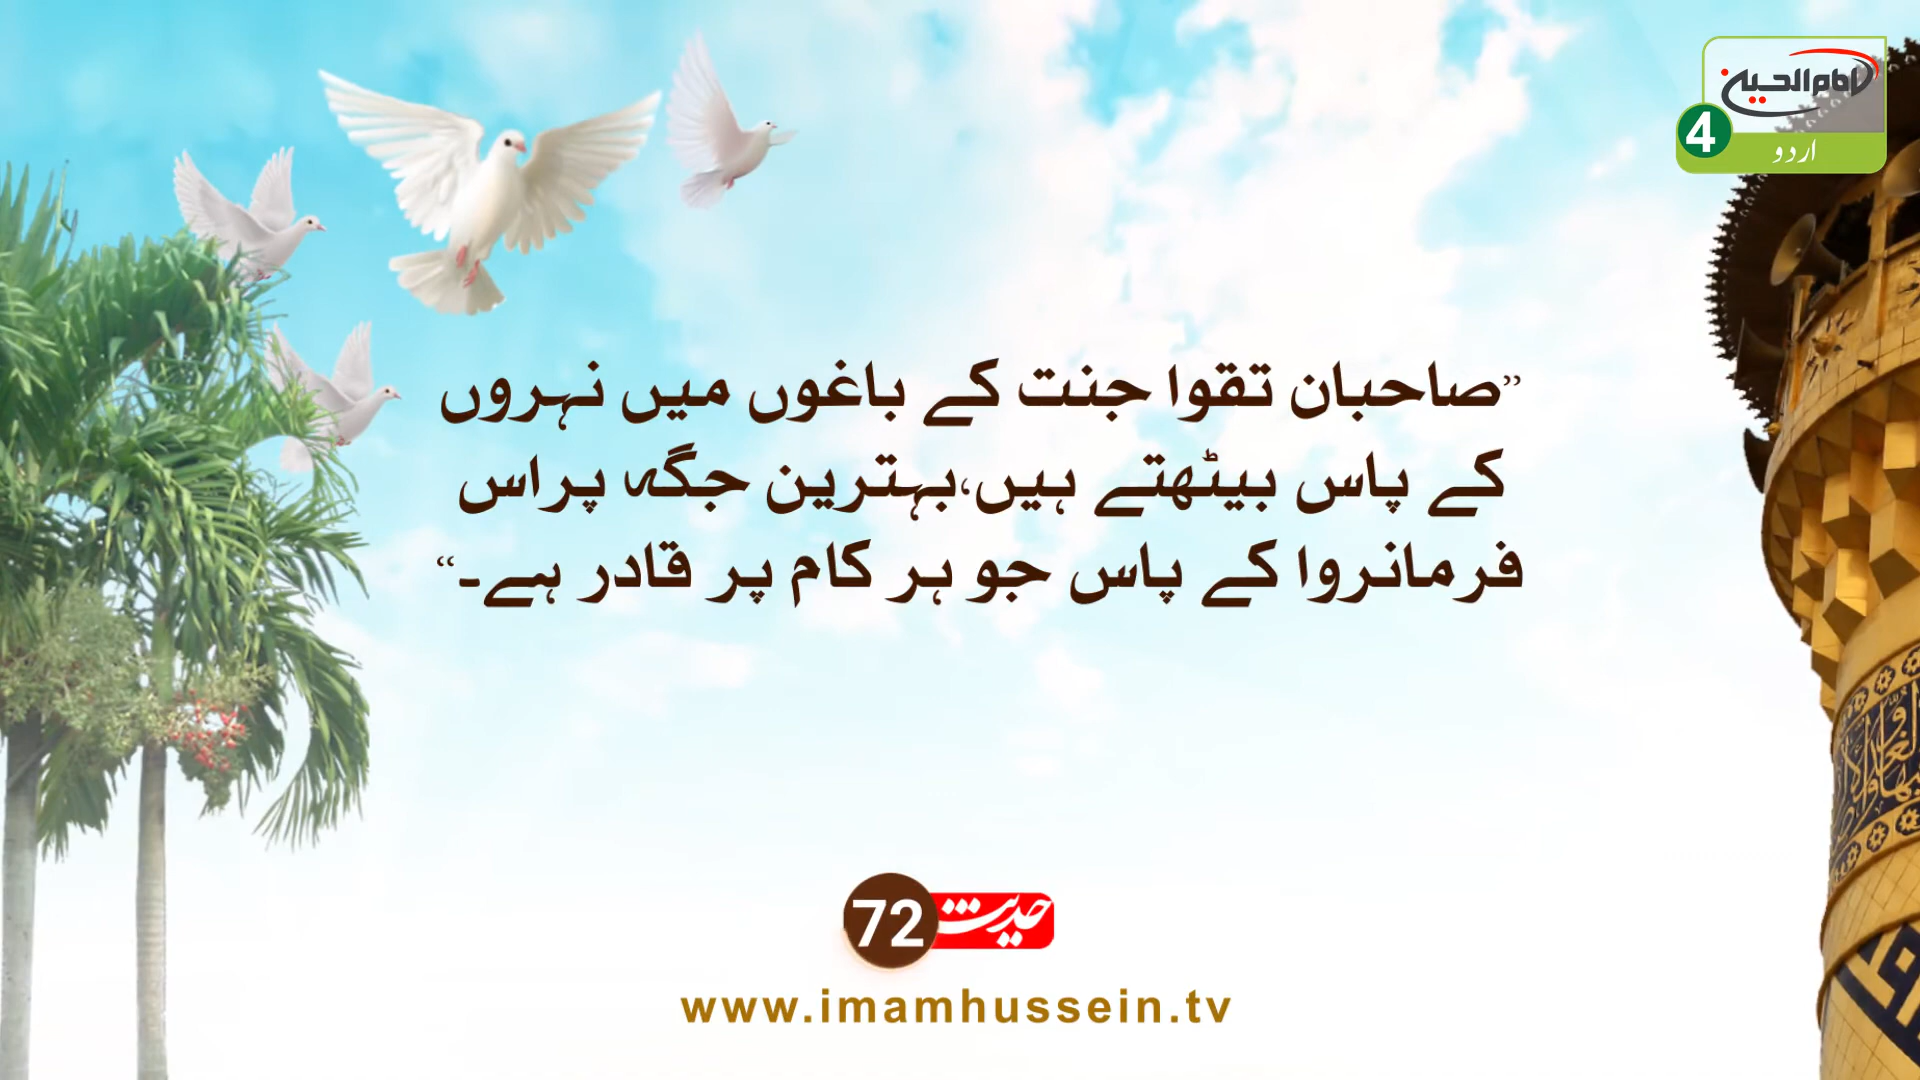 امام الحسین
4
اردو
”صاحبان تقوا جنت کے باغوں میں نہروں
کے پاس بیٹھتے ہیں،بہترین جگہ پراس
فرمانروا کے پاس جو ہر کام پر قادر ہے۔“
حدیث 72
www.imamhussein.tv